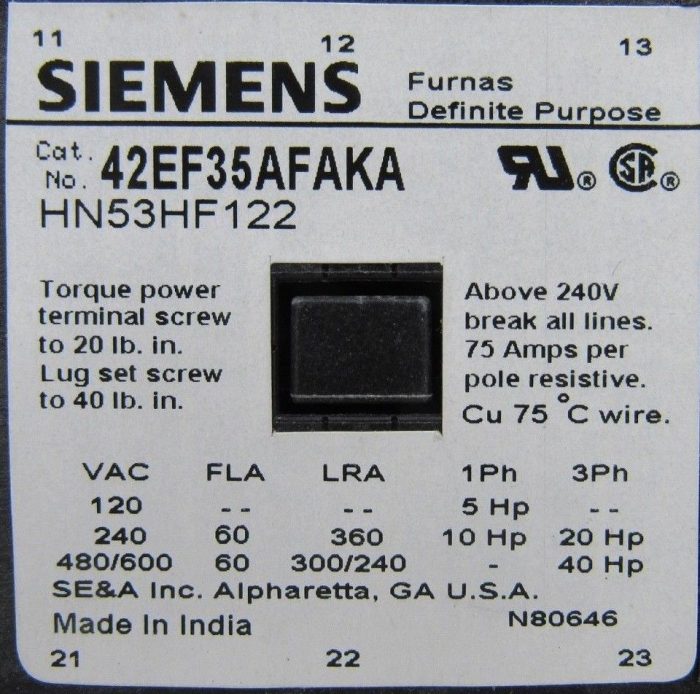 11 12 13
SIEMENS Furnas
Definite Purpose
Cat.
No. 42EF35AFAKA
HN53HF122
Torque power
terminal screw
to 20 lb. in.
Lug set screw
to 40 lb. in.
Above 240V
break all lines.
75 Amps per
pole resistive.
Cu 75 °C wire.
VAC FLA LRA 1Ph 3Ph
120 -- -- 5 Hp --
240 60 360 10 Hp 20 Hp
480/600 60 300/240 - 40 Hp
SE&A Inc. Alpharetta, GA U.S.A.
Made In India N80646
21 22 23